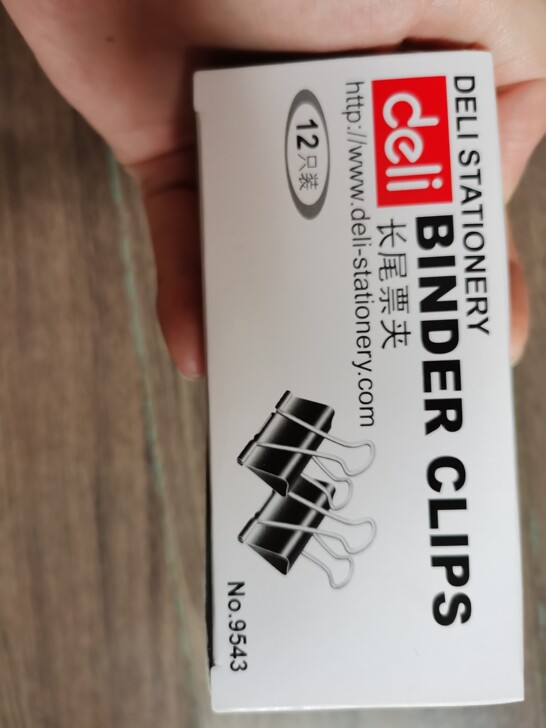 DELI STATIONERY
deli
BINDER CLIPS
长尾票夹
http://www.deli-stationery.com
12只装
No.9543